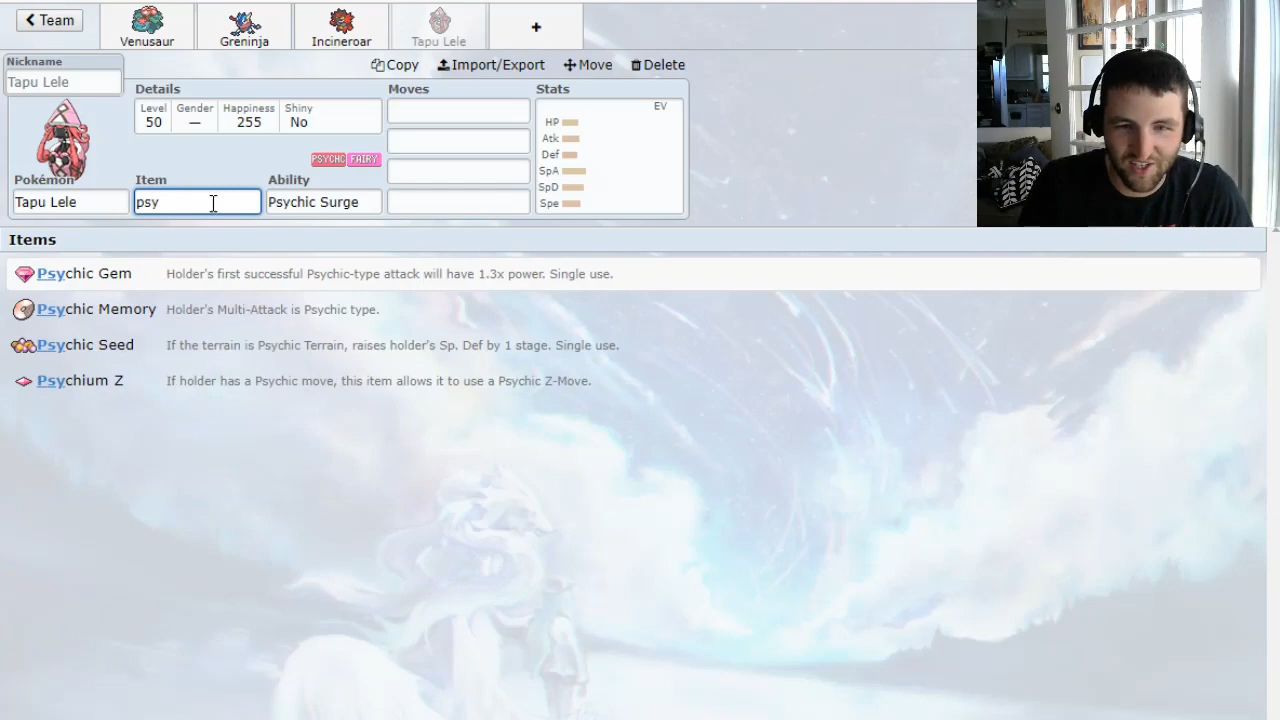 Team
Venusaur
Greninja
Incineroar
Tapu Lele
+
Nickname
Tapu Lele
Copy
Import/Export
Move
Delete
Details
Moves
Stats
Level
Gender
Happiness
Shiny
50
—
255
No
EV
HP
Atk
Def
SpA
SpD
Spe
PSYCHC FAIRY
Pokémon
Item
Ability
Tapu Lele
psy
Psychic Surge
Items
Psychic Gem Holder's first successful Psychic-type attack will have 1.3x power. Single use.
Psychic Memory Holder's Multi-Attack is Psychic type.
Psychic Seed If the terrain is Psychic Terrain, raises holder's Sp. Def by 1 stage. Single use.
Psychium Z If holder has a Psychic move, this item allows it to use a Psychic Z-Move.